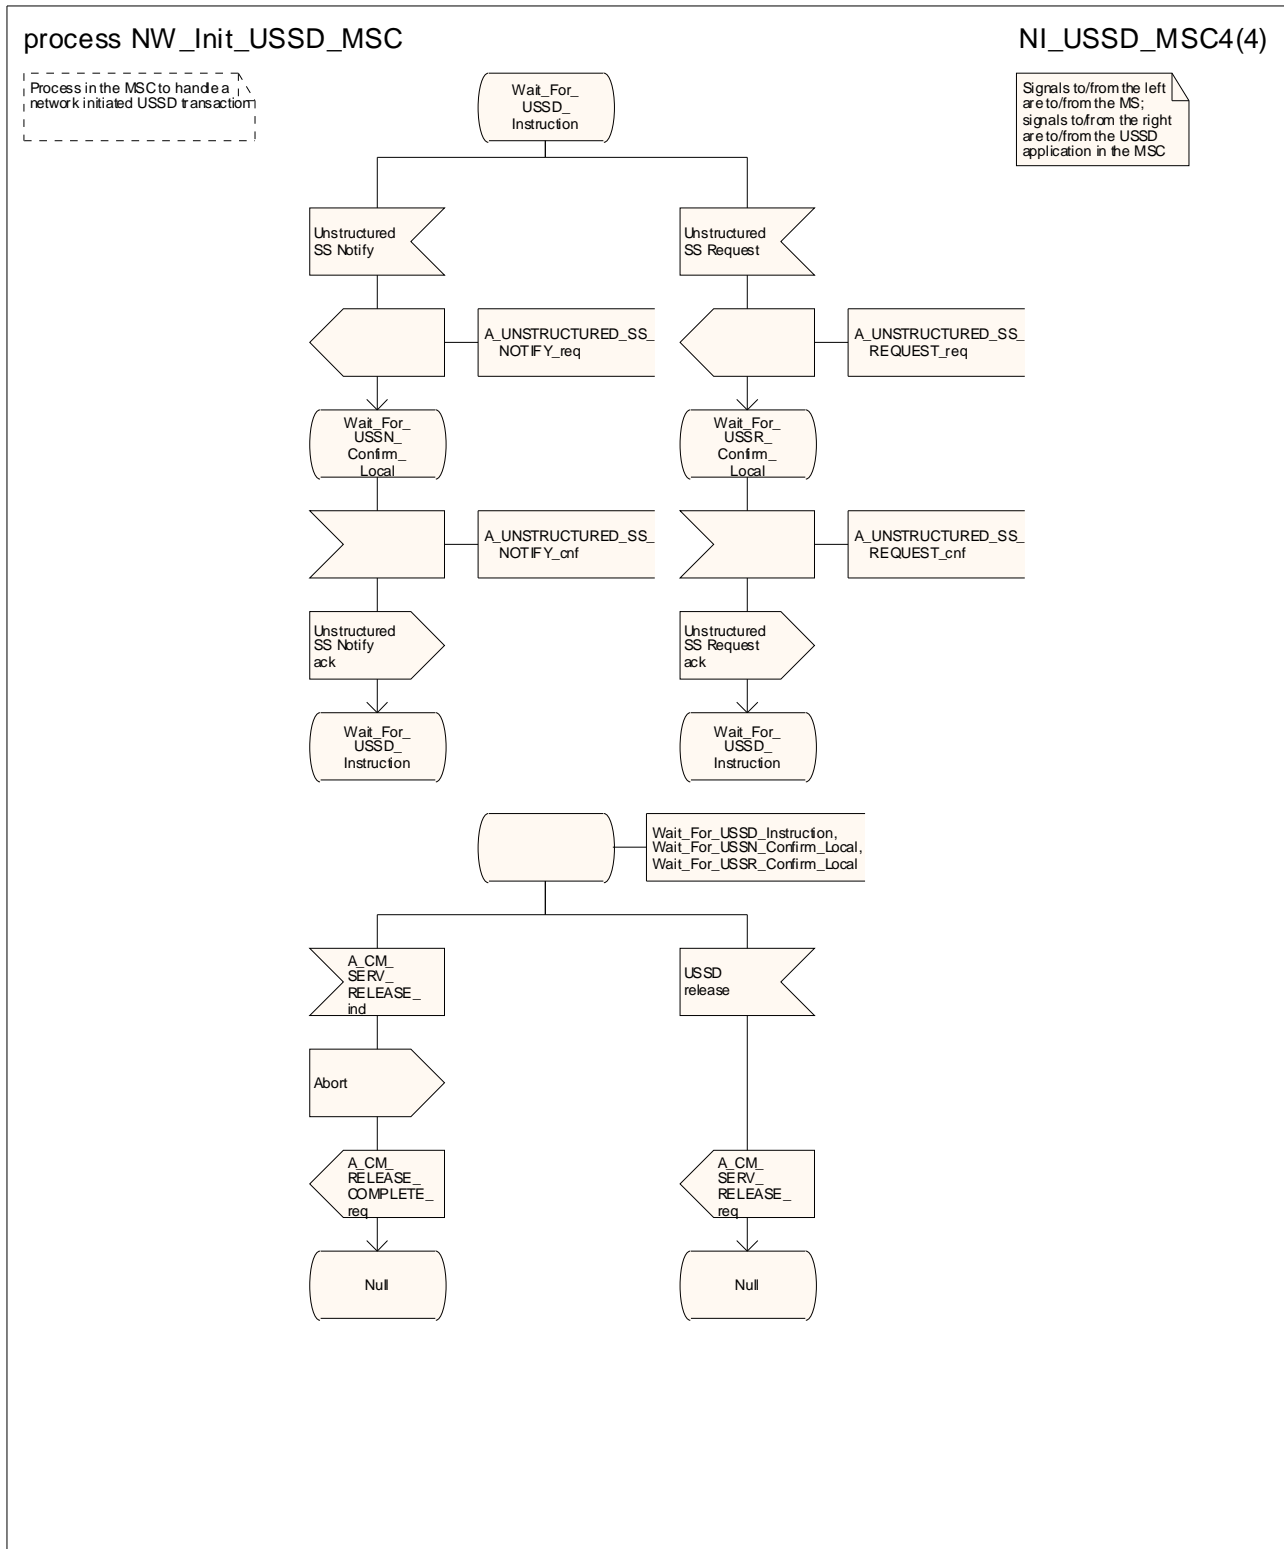 process NW_Init_USSD_MSC
NI_USSD_MSC4(4)
Process in the MSC to handle a
network initiated USSD transaction
Signals to/from the left
are to/from the MS;
signals to/from the right
are to/from the USSD
application in the MSC
Wait_For_
USSD_
Instruction
Unstructured
SS Notify
Unstructured
SS Request
A_UNSTRUCTURED_SS_
NOTIFY_req
A_UNSTRUCTURED_SS_
REQUEST_req
Wait_For_
USSN_
Confirm_
Local
Wait_For_
USSR_
Confirm_
Local
A_UNSTRUCTURED_SS_
NOTIFY_cnf
A_UNSTRUCTURED_SS_
REQUEST_cnf
Unstructured
SS Notify
ack
Unstructured
SS Request
ack
Wait_For_
USSD_
Instruction
Wait_For_
USSD_
Instruction
Wait_For_USSD_Instruction,
Wait_For_USSN_Confirm_Local,
Wait_For_USSR_Confirm_Local
A_CM_
SERV_
RELEASE_
ind
USSD
release
Abort
A_CM_
RELEASE_
COMPLETE_
req
A_CM_
SERV_
RELEASE_
req
Null
Null